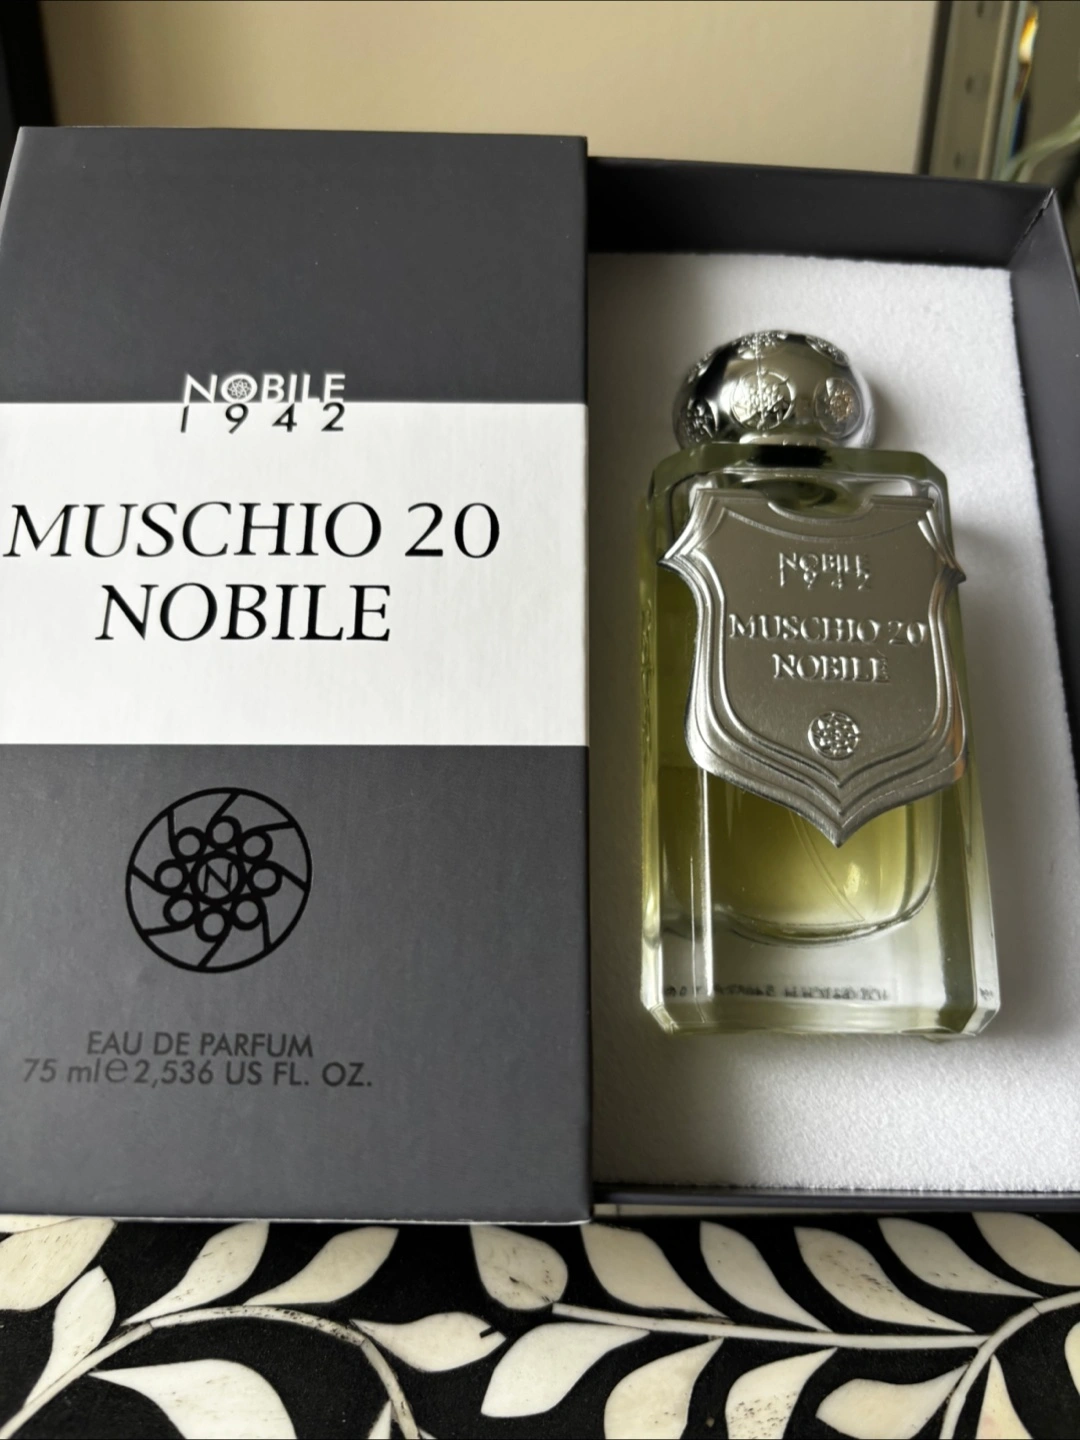 NOBILE
1942
MUSCHIO 20
NOBILE
N
EAU DE PARFUM
75 ml e 2,536 US FL. OZ.
NOBILE
1942
MUSCHIO 20
NOBILE